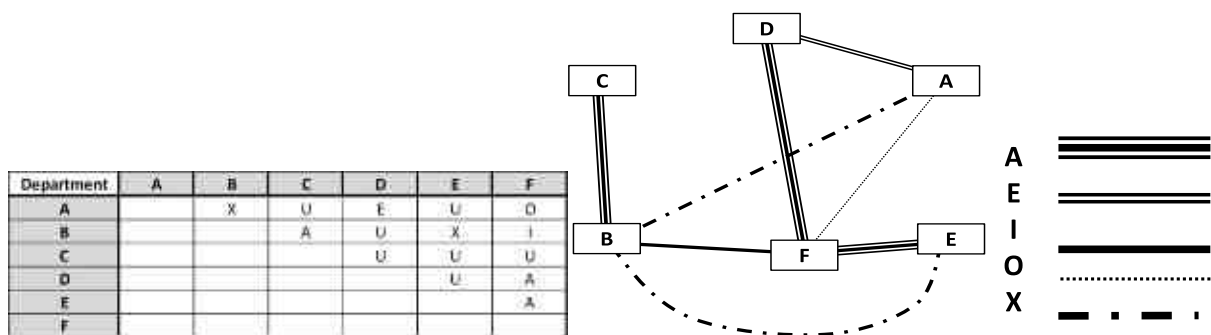 Department A B C D E F
A X U E U O
B A U X I
C U U U
D U A
E A
F
D
A
C
B
F
E
A
E
I
O
X